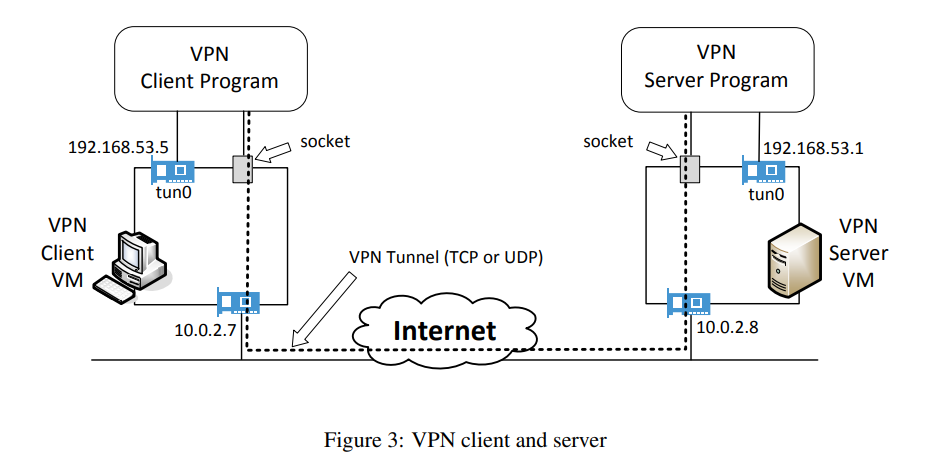 VPN
Client Program
VPN
Server Program
192.168.53.5
socket
socket
192.168.53.1
tun0
tun0
VPN
Client
VM
VPN Tunnel (TCP or UDP)
VPN
Server
VM
10.0.2.7
Internet
10.0.2.8
Figure 3: VPN client and server